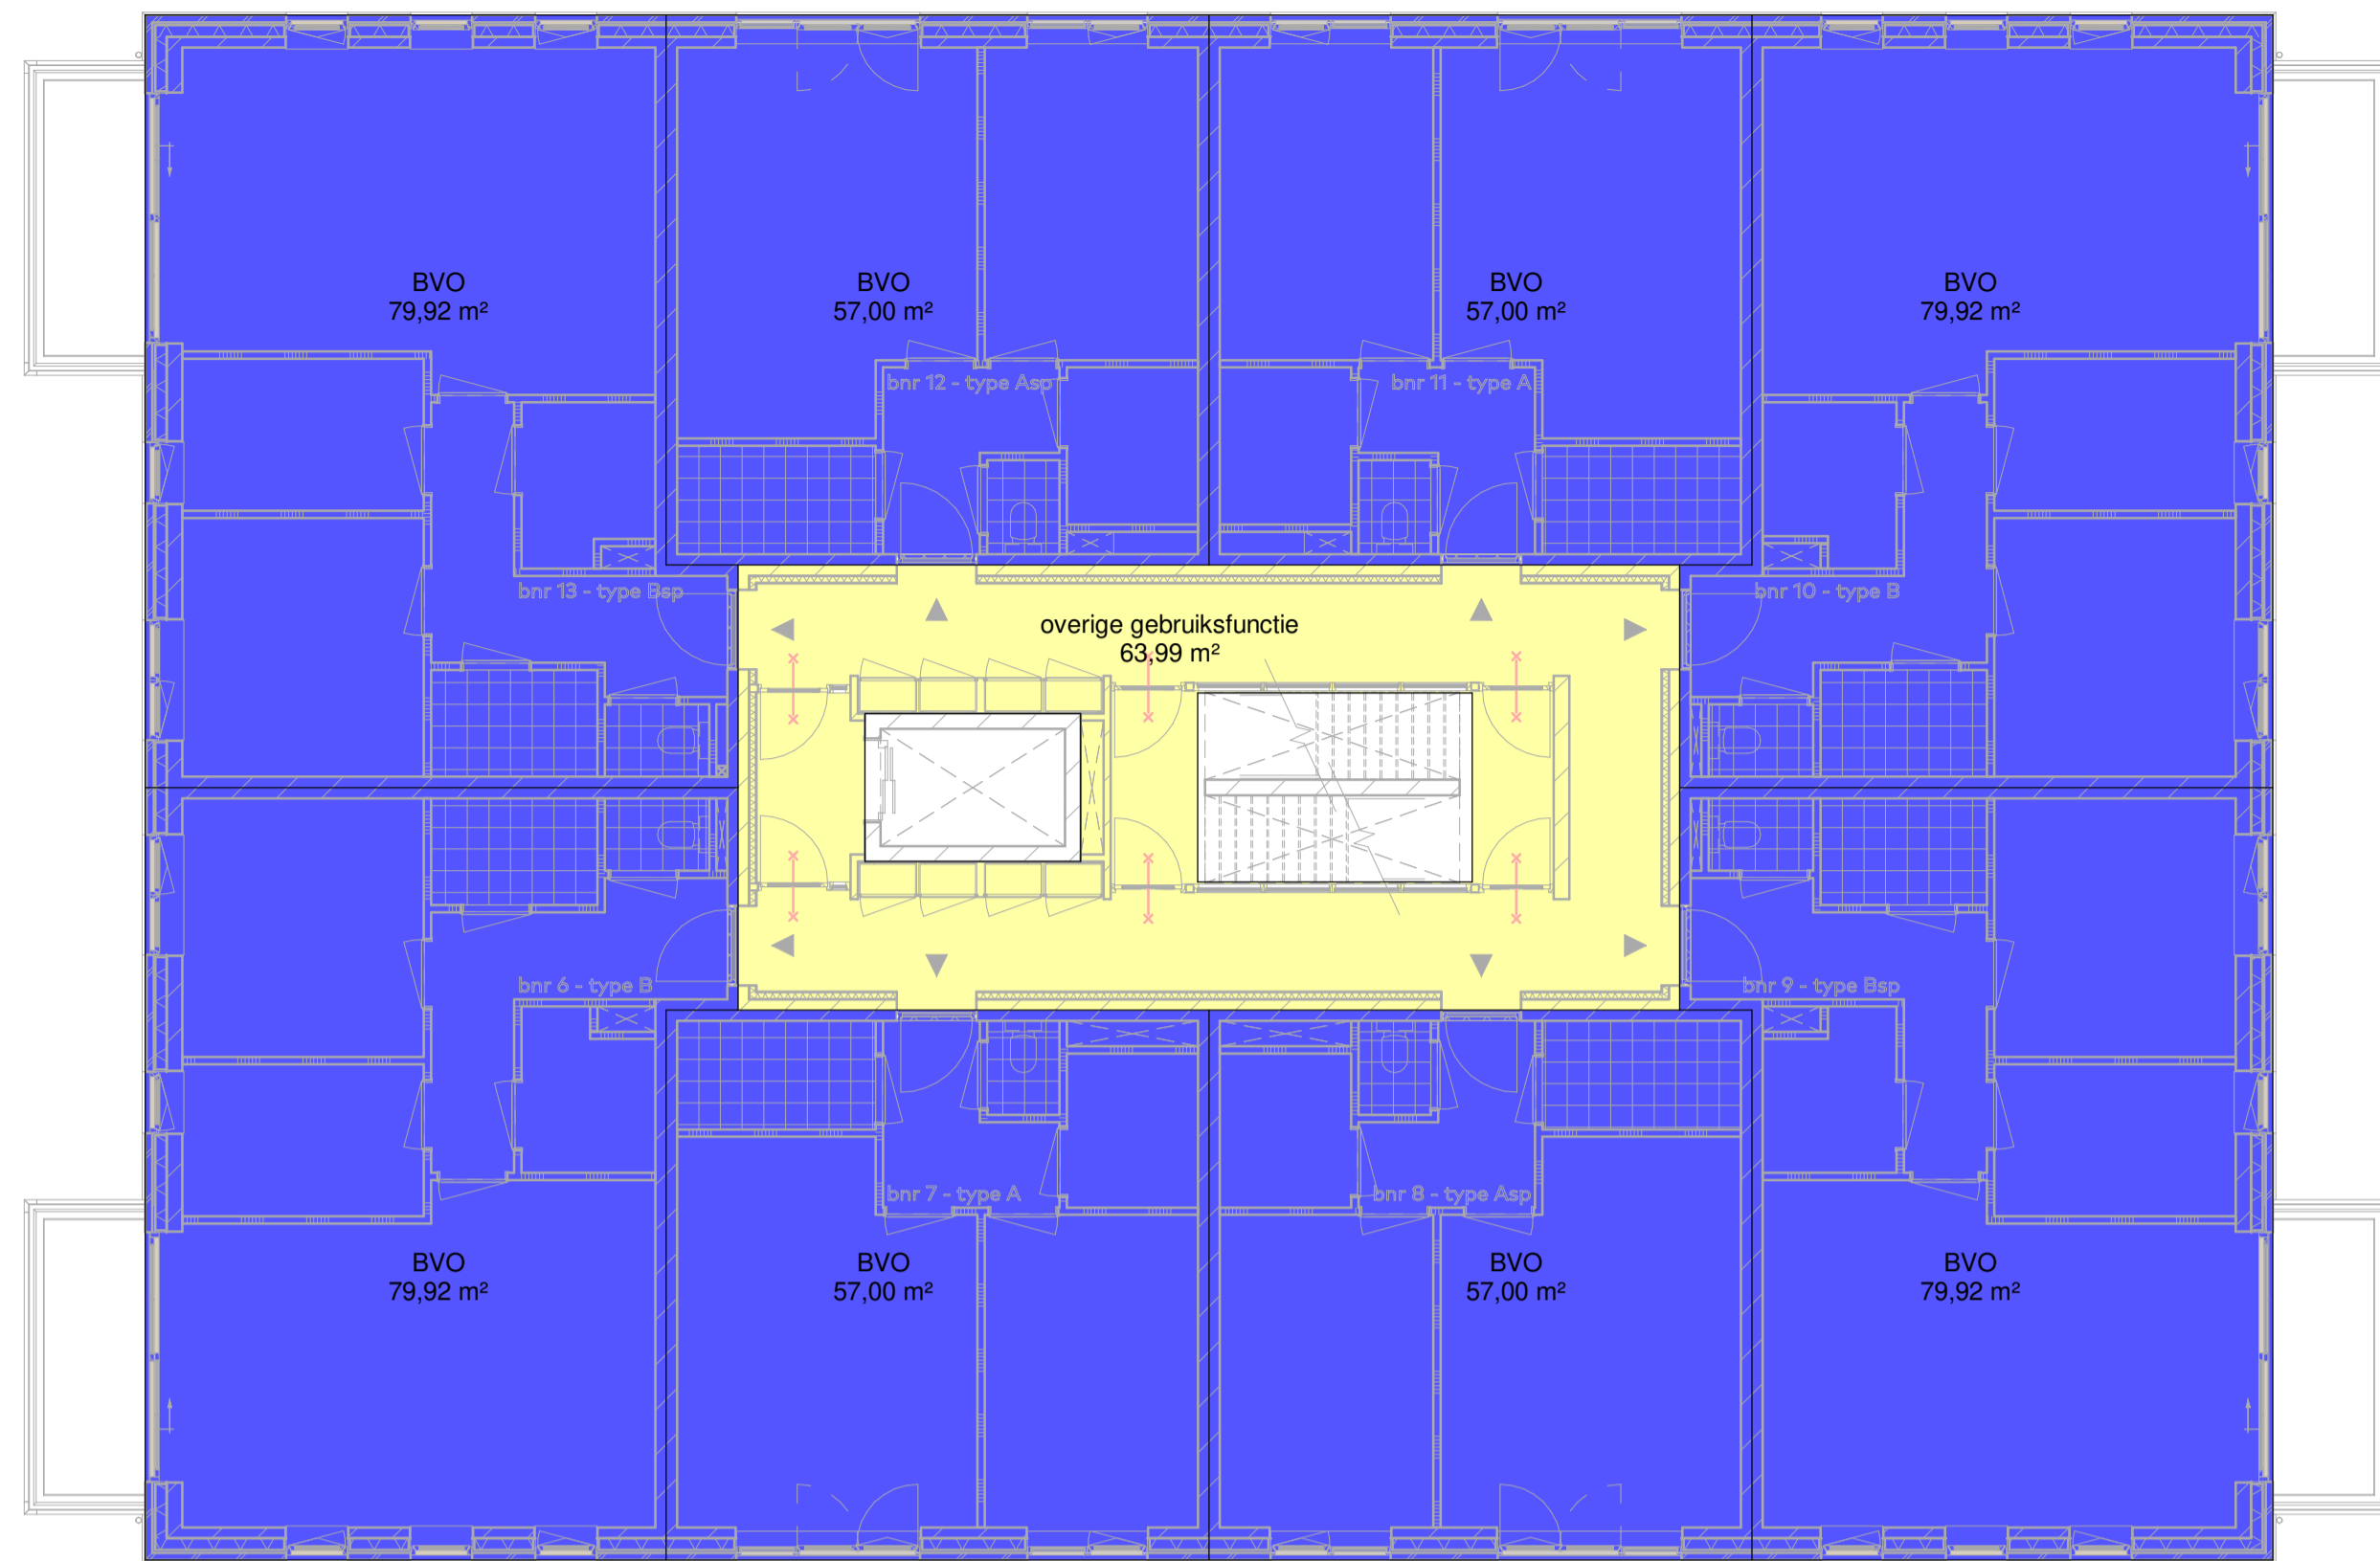 BVO
79,92 m²
BVO
57,00 m²
BVO
57,00 m²
BVO
79,92 m²
bnr 12 - type Asp
bnr 11 - type A
bnr 13 - type Bsp
bnr 10 - type B
overige gebruiksfunctie
63,99 m²
bnr 6 - type B
bnr 9 - type Bsp
bnr 7 - type A
bnr 8 - type Asp
BVO
79,92 m²
BVO
57,00 m²
BVO
57,00 m²
BVO
79,92 m²